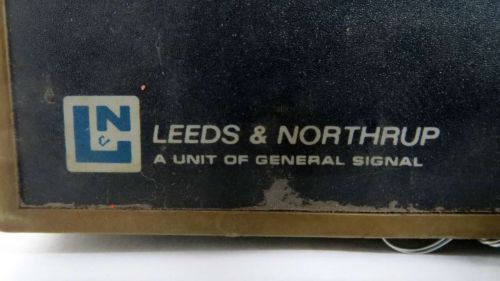 LN
&
LEEDS & NORTHRUP
A UNIT OF GENERAL SIGNAL